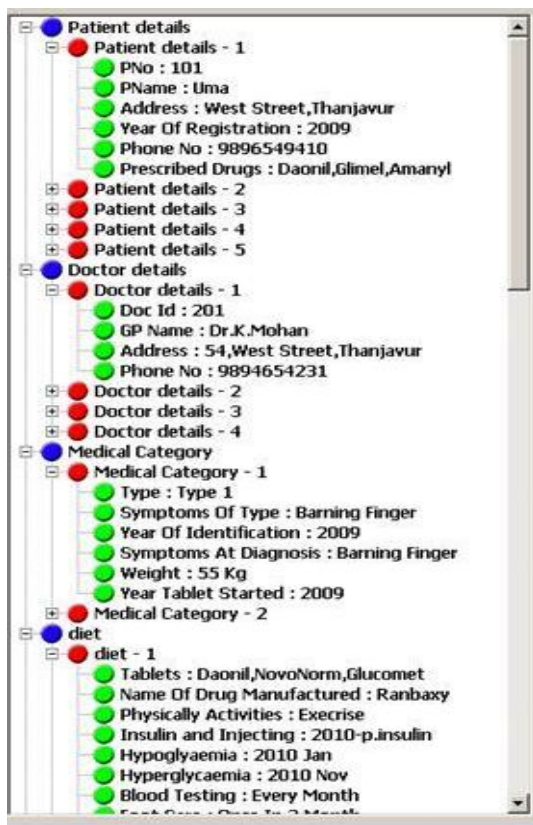 Patient details
Patient details - 1
PNo : 101
PName : Uma
Address : West Street,Thanjavur
Year Of Registration : 2009
Phone No : 9896549410
Prescribed Drugs : Daonil,Glimel,Amanyl
Patient details - 2
Patient details - 3
Patient details - 4
Patient details - 5
Doctor details
Doctor details - 1
Doc Id : 201
GP Name : Dr.K.Mohan
Address : 54,West Street,Thanjavur
Phone No : 9894654231
Doctor details - 2
Doctor details - 3
Doctor details - 4
Medical Category
Medical Category - 1
Type : Type 1
Symptoms Of Type : Barning Finger
Year Of Identification : 2009
Symptoms At Diagnosis : Barning Finger
Weight : 55 Kg
Year Tablet Started : 2009
Medical Category - 2
diet
diet - 1
Tablets : Daonil,NovoNorm,Glucomet
Name Of Drug Manufactured : Ranbaxy
Physically Activities : Execrise
Insulin and Injecting : 2010-p.insulin
Hypoglyaemia : 2010 Jan
Hyperglycaemia : 2010 Nov
Blood Testing : Every Month